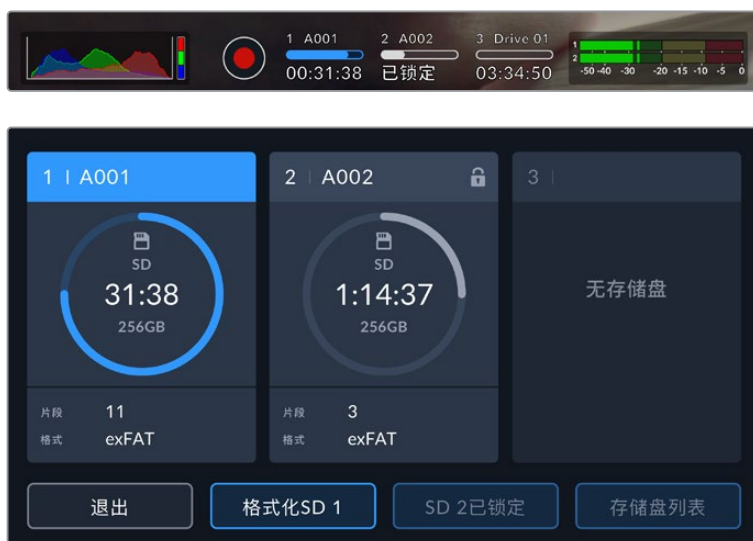 1 A001 2 A002 3 Drive 01
00:31:38 已锁定 03:34:50
1
2
-50 -40 -30 -20 -15 -10 -5 0
1 | A001 2 | A002 3 |
SD SD
31:38 1:14:37 无存储盘
256GB 256GB
片段 11 片段 3
格式 exFAT 格式 exFAT
退出 格式化SD 1 SD 2已锁定 存储盘列表